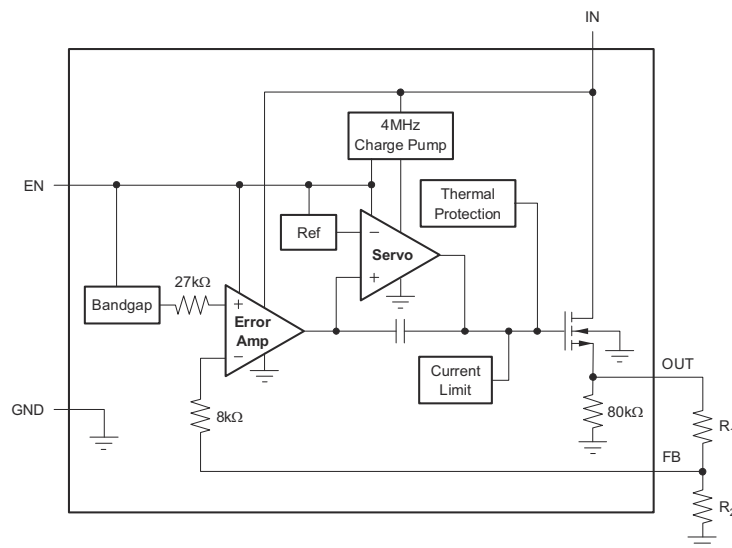 IN
4MHz
Charge Pump
EN
Thermal
Protection
Ref
−
Servo
+
27kΩ
Bandgap
+
Error
Amp
−
Current
Limit
OUT
GND
8kΩ
80kΩ
R
FB
R2